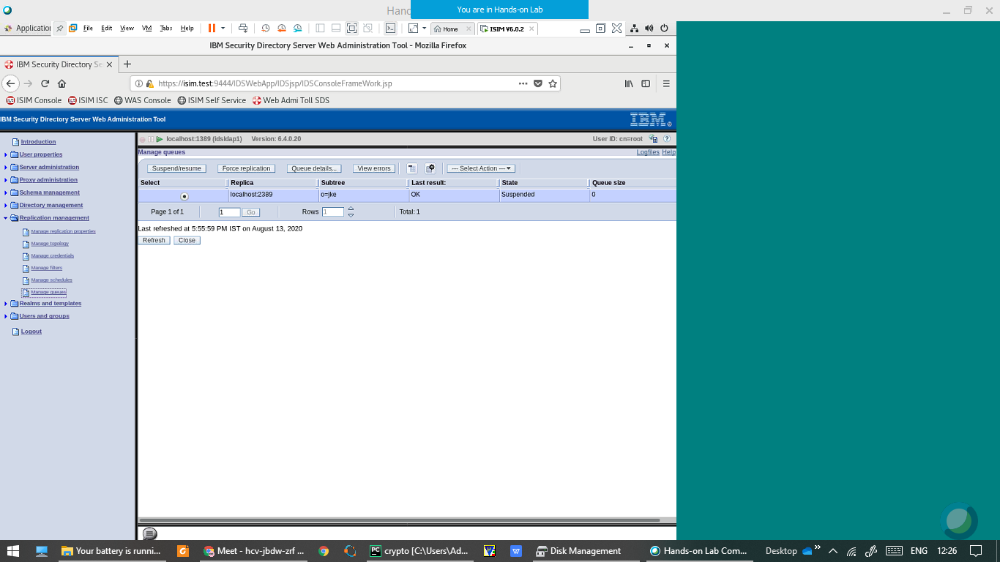 Hand
You are in Hands-on Lab
File Edit View VM Tabs Help
Home
ISIM V6.0.2
IBM Security Directory Server Web Administration Tool - Mozilla Firefox
IBM Security Directory Se
https://isim.test:9444/IDSWebApp/IDSjsp/IDSConsoleFrameWork.jsp
ISIM Console ISIM ISC WAS Console ISIM Self Service Web Admi Toll SDS
IBM Security Directory Server Web Administration Tool
IBM
localhost:1389 (idsldap1) Version: 6.4.0.20 User ID: cn=root
Introduction
User properties
Server administration
Proxy administration
Schema management
Directory management
Replication management
Manage replication properties
Manage topology
Manage credentials
Manage filters
Manage schedules
Manage queues
Realms and templates
Users and groups
Logout
Manage queues Logfiles Help
Suspend/resume Force replication Queue details... View errors --- Select Action ---
Select Replica Subtree Last result: State Queue size
localhost:2389 o=jke OK Suspended 0
Page 1 of 1 1 Go Rows 1 Total: 1
Last refreshed at 5:55:59 PM IST on August 13, 2020
Refresh Close
Your battery is runni...
Meet - hcv-jbdw-zrf ...
PC crypto [C:\Users\Ad...
W
Disk Management
Hands-on Lab Com...
Desktop
ENG
12:26